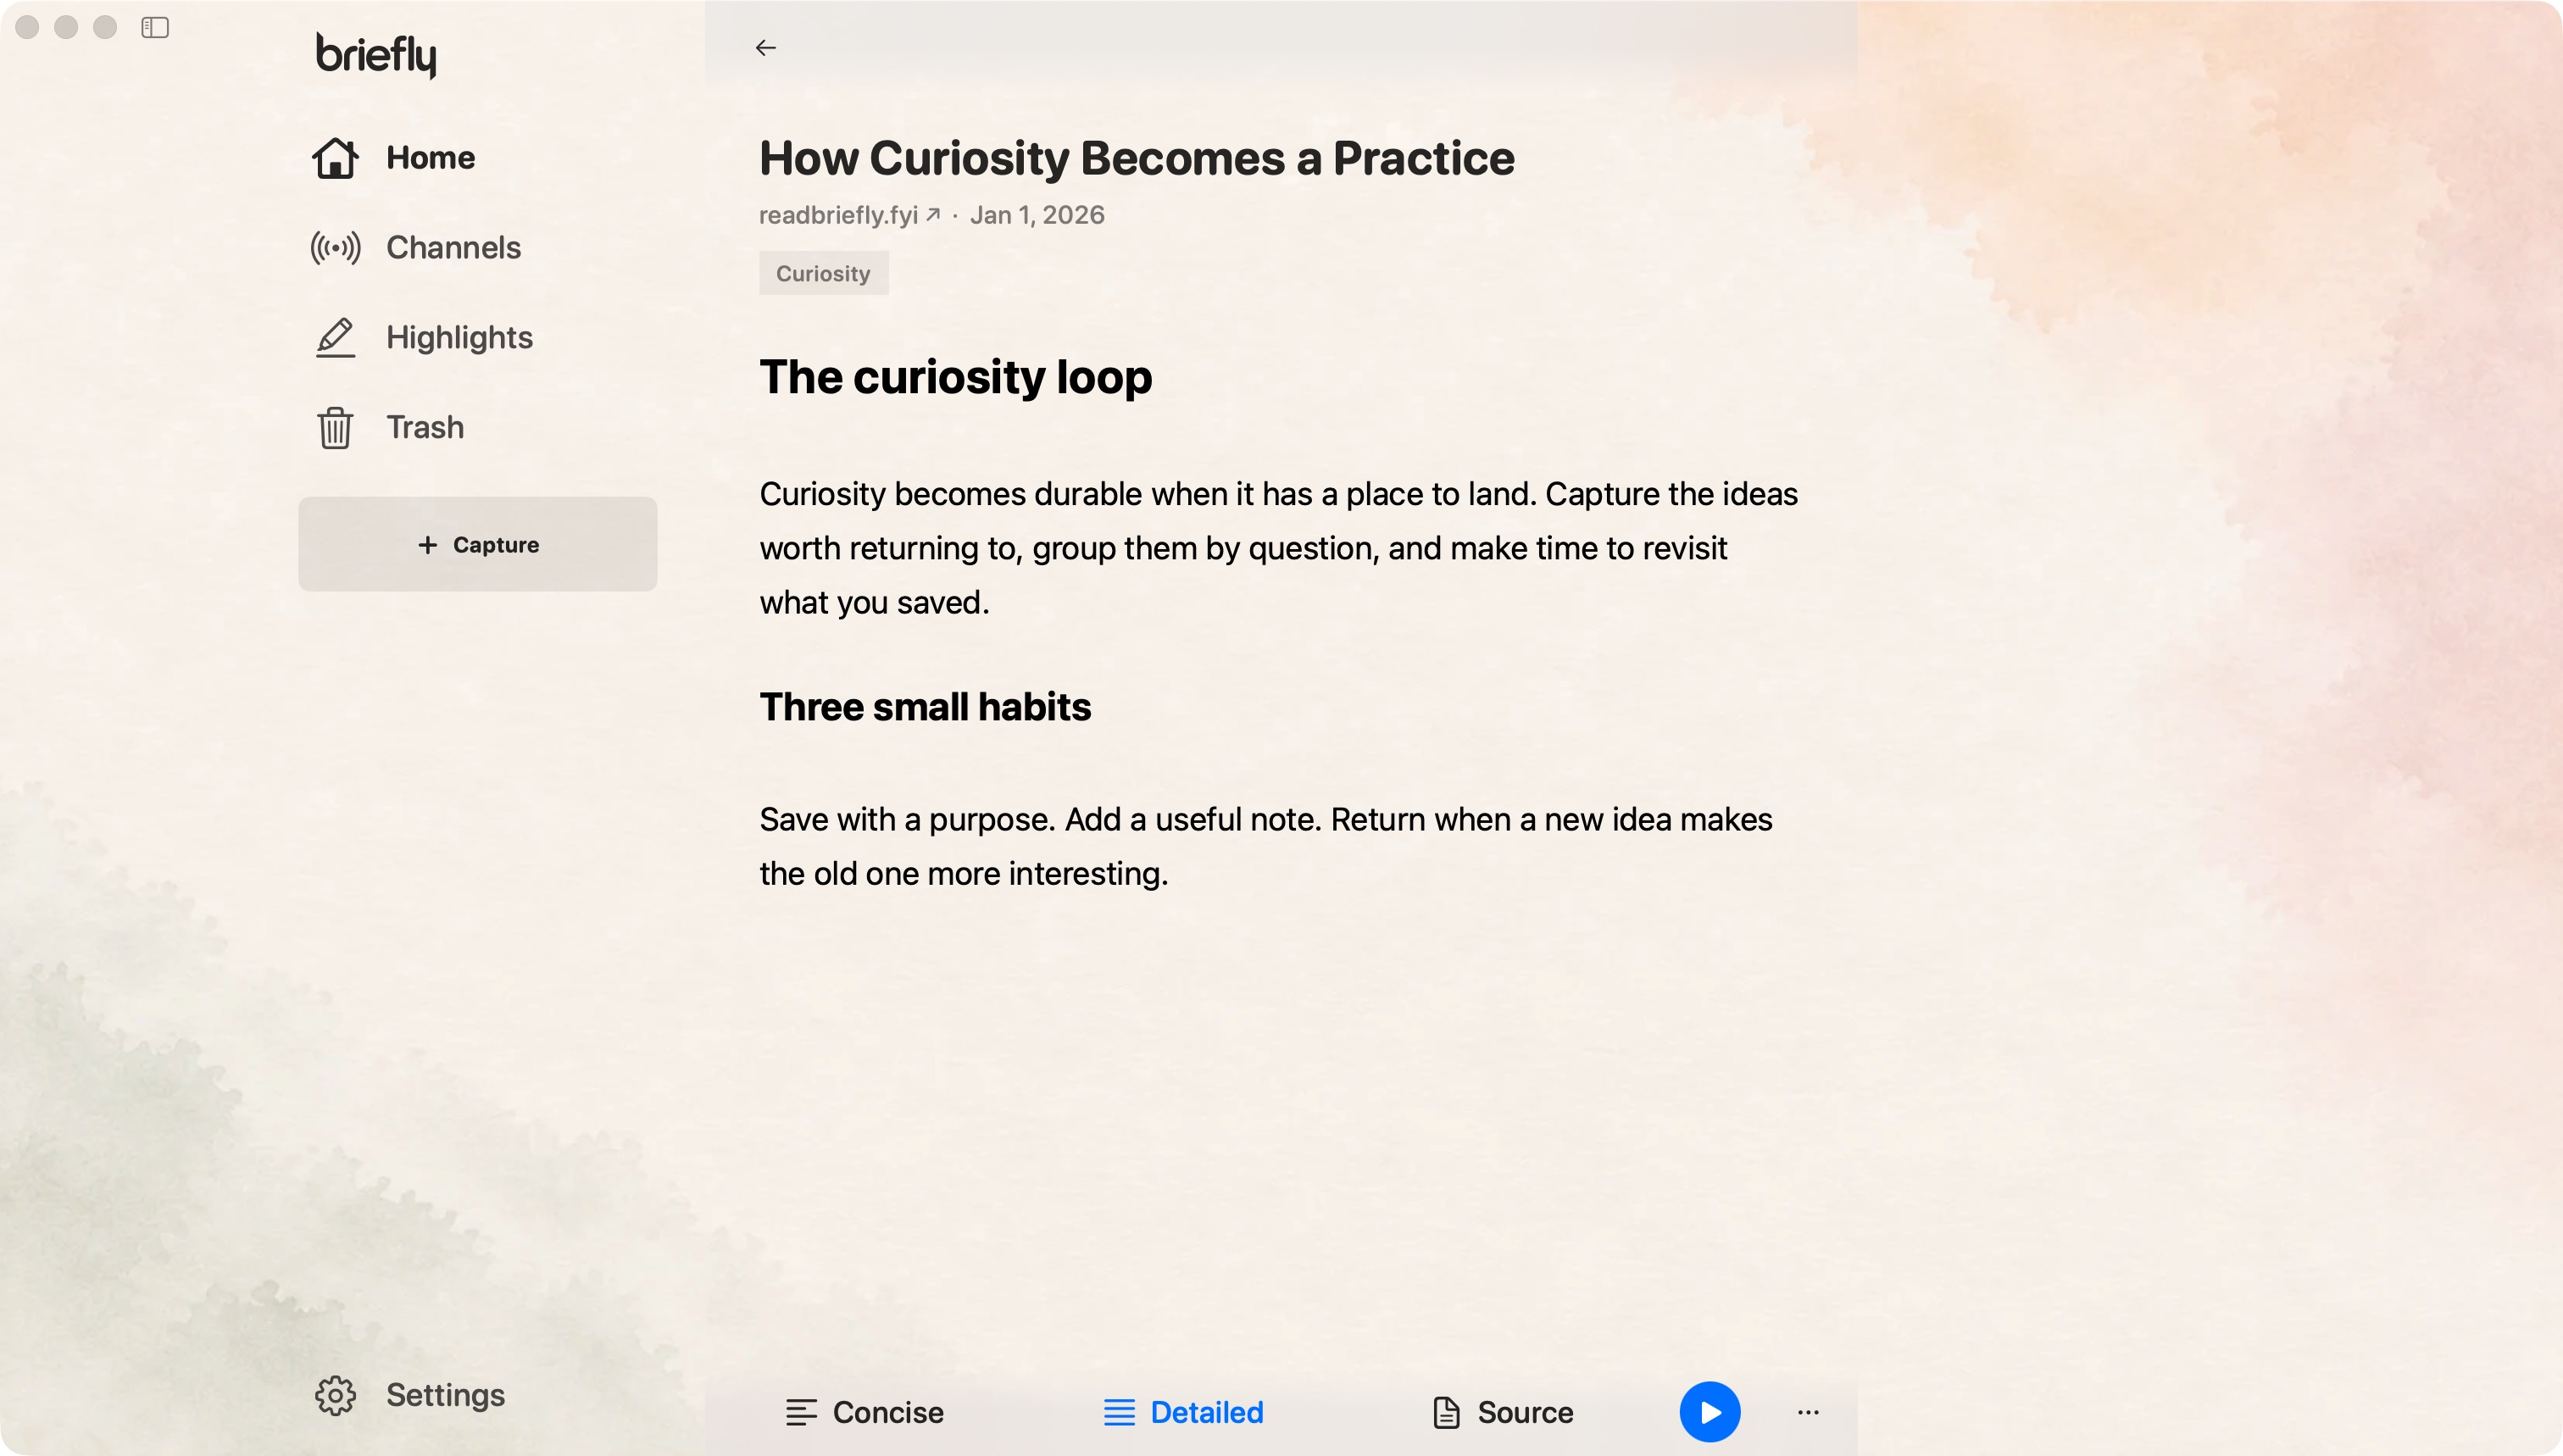 briefly
Home
Channels
Highlights
Trash
+ Capture
Settings
How Curiosity Becomes a Practice
readbriefly.fyi ↗ · Jan 1, 2026
Curiosity
The curiosity loop
Curiosity becomes durable when it has a place to land. Capture the ideas
worth returning to, group them by question, and make time to revisit
what you saved.
Three small habits
Save with a purpose. Add a useful note. Return when a new idea makes
the old one more interesting.
Concise
Detailed
Source